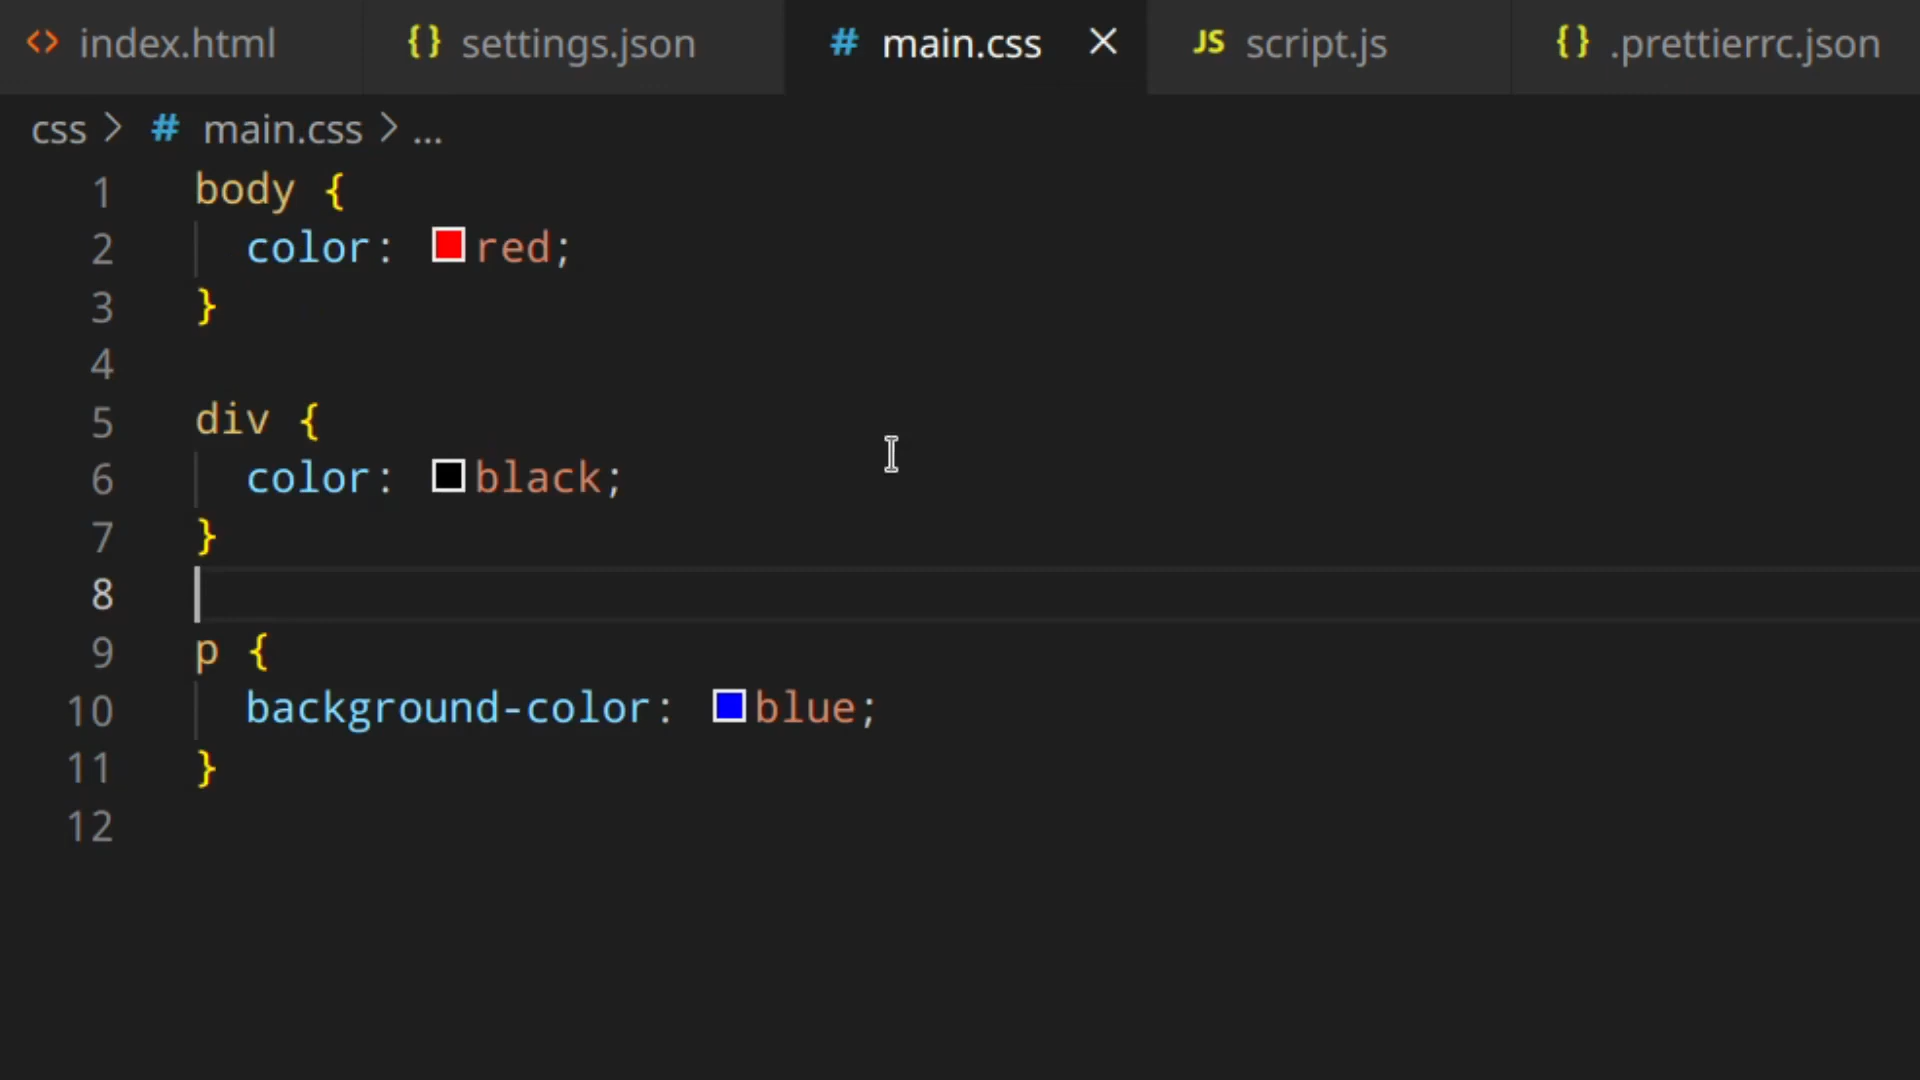 <> index.html {} settings.json # main.css × JS script.js {} .prettierrc.json
css > # main.css > ...
1 body {
2 color: red;
3 }
4
5 div {
6 color: black;
7 }
8
9 p {
10 background-color: blue;
11 }
12